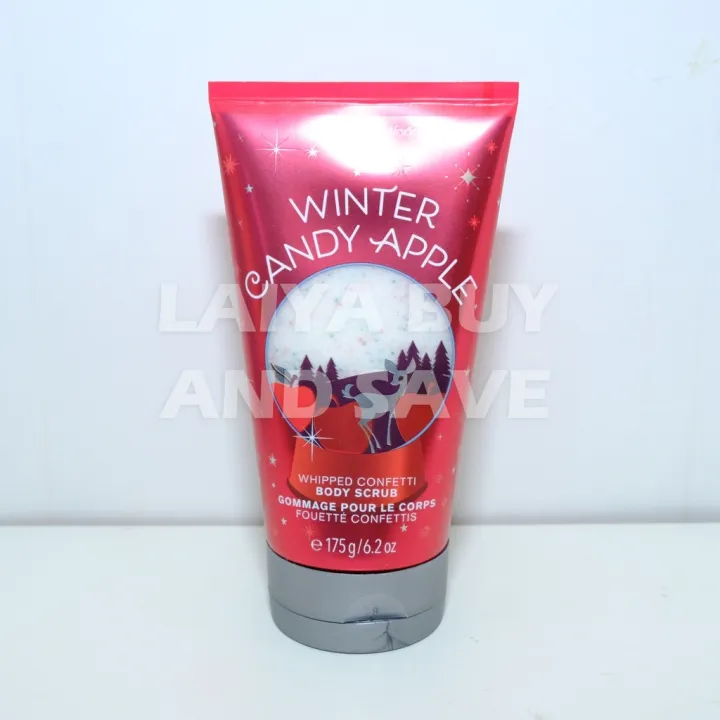 WINTER
CANDY APPLE
LAIYA BUY
AND SAVE
WHIPPED CONFETTI
BODY SCRUB
GOMMAGE POUR LE CORPS
FOUETTÉ CONFETTIS
e 175g/6.2 oz